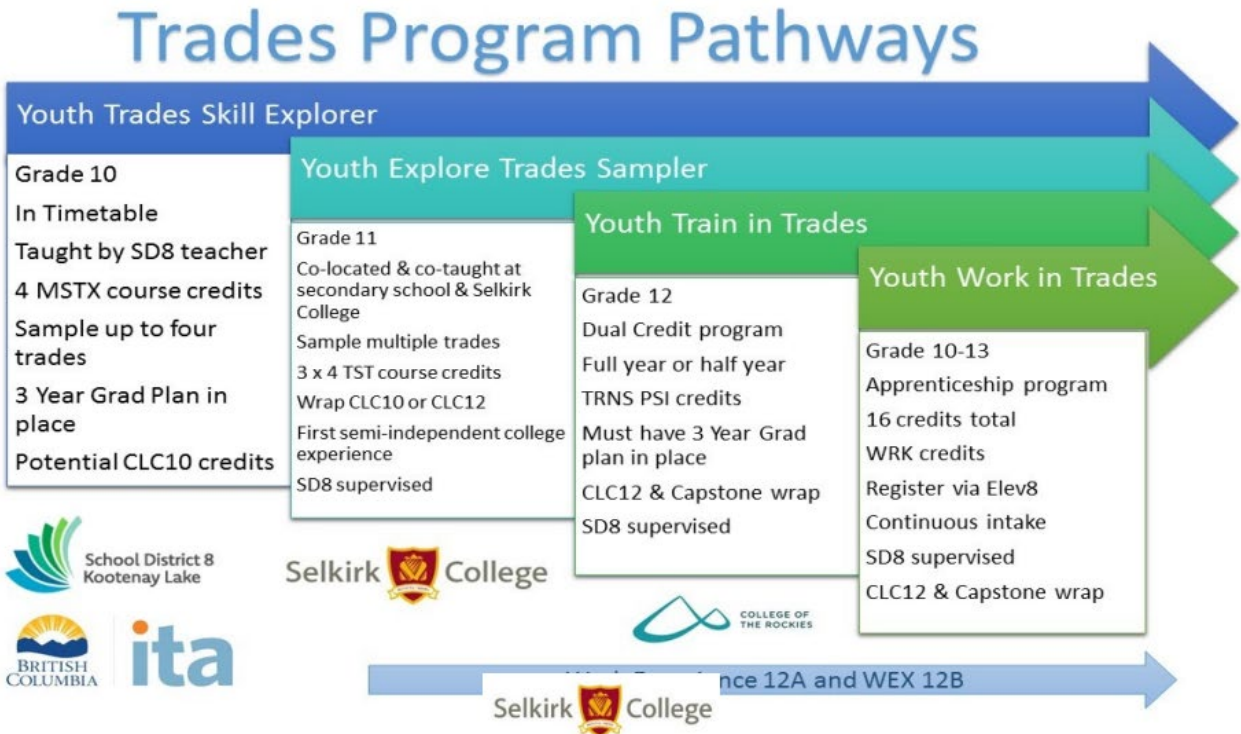 Trades Program Pathways
Youth Trades Skill Explorer
Grade 10
In Timetable
Taught by SD8 teacher
4 MSTX course credits
Sample up to four
trades
3 Year Grad Plan in
place
Potential CLC10 credits
Youth Explore Trades Sampler
Grade 11
Co-located & co-taught at
secondary school & Selkirk
College
Sample multiple trades
3 x 4 TST course credits
Wrap CLC10 or CLC12
First semi-independent college
experience
SD8 supervised
Youth Train in Trades
Grade 12
Dual Credit program
Full year or half year
TRNS PSI credits
Must have 3 Year Grad
plan in place
CLC12 & Capstone wrap
SD8 supervised
Youth Work in Trades
Grade 10-13
Apprenticeship program
16 credits total
WRK credits
Register via Elev8
Continuous intake
SD8 supervised
CLC12 & Capstone wrap
School District 8
Kootenay Lake
Selkirk College
COLLEGE OF
THE ROCKIES
BRITISH
COLUMBIA
ita
12A and WEX 12B
Selkirk College